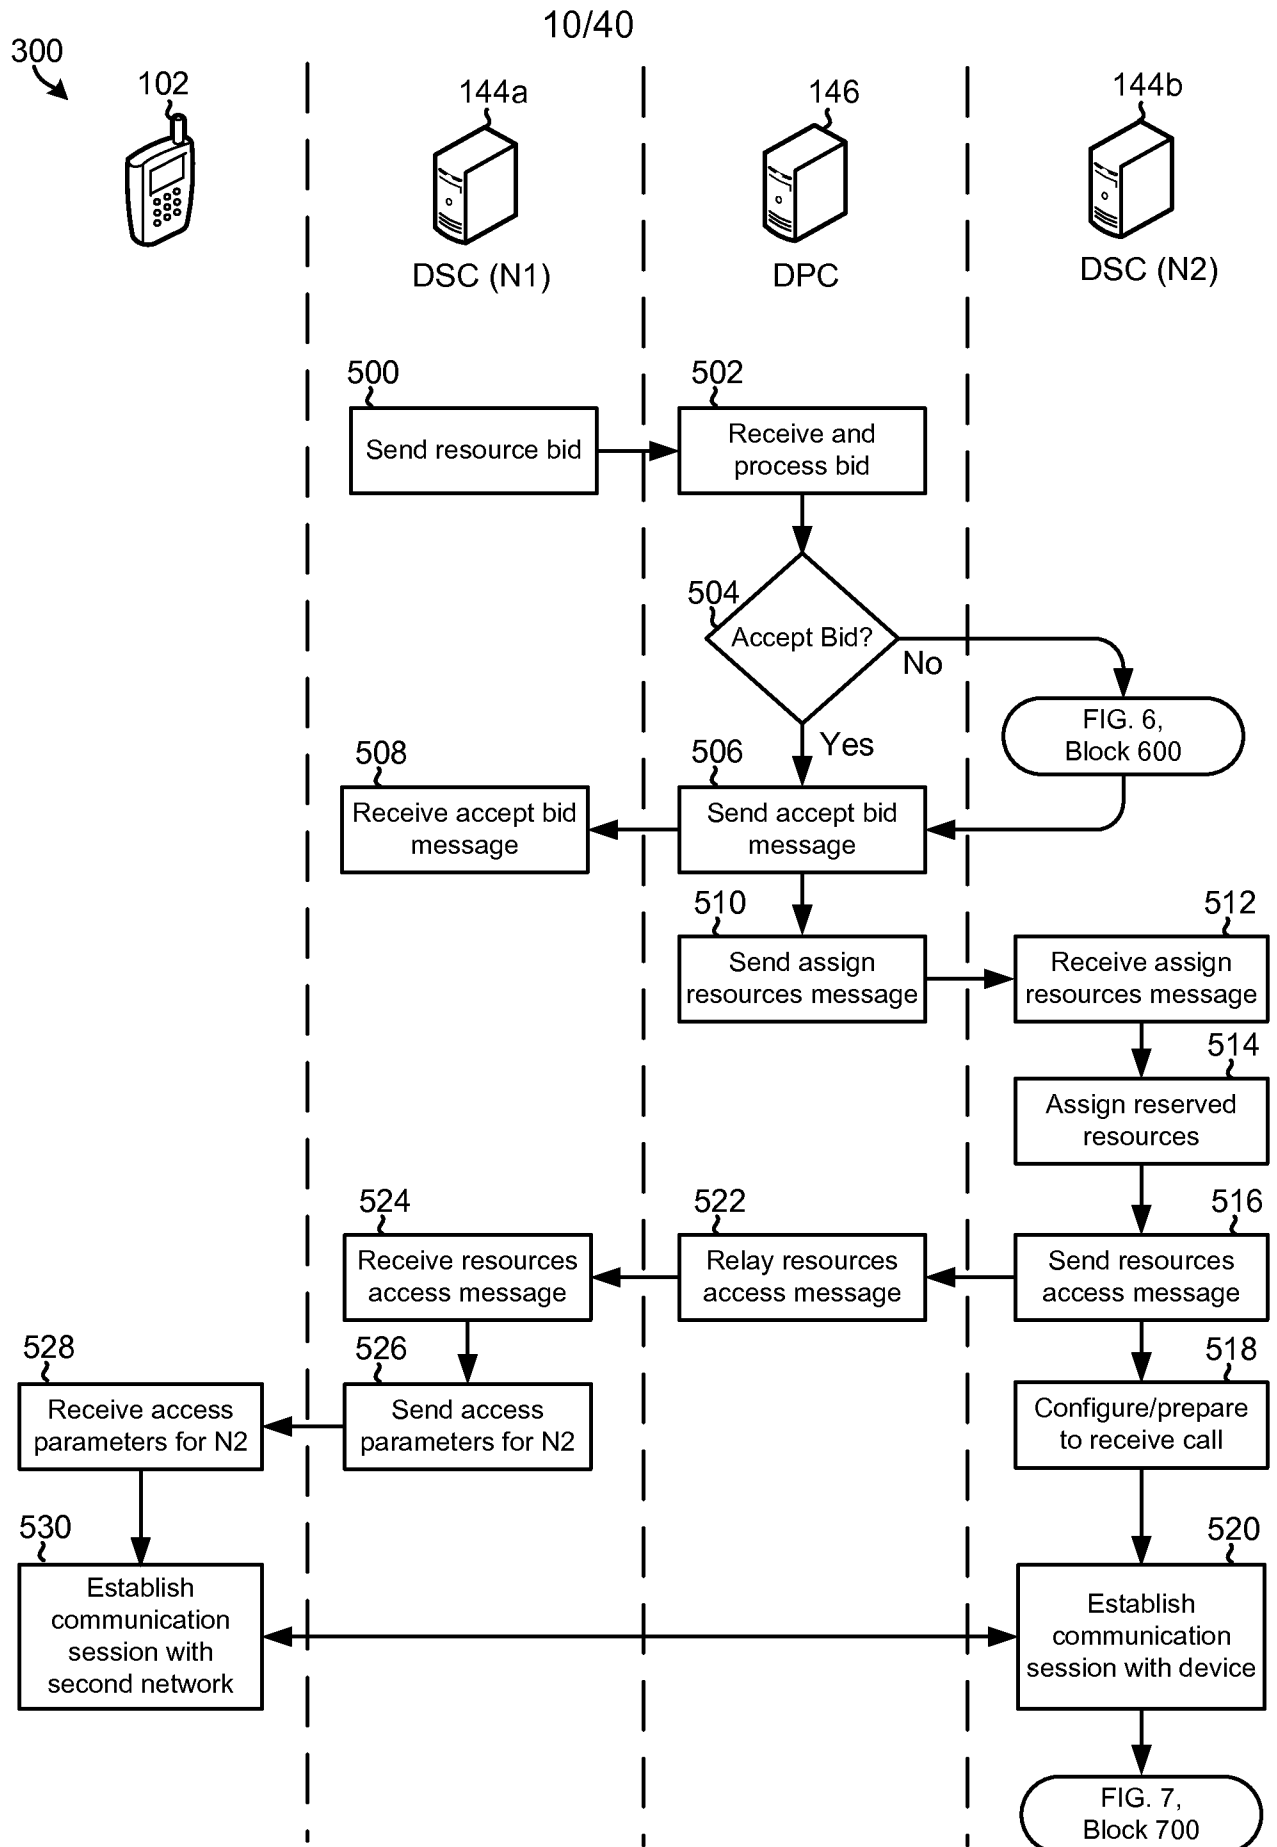 10/40
300
102
144a
146
144b
DSC (N1)
DPC
DSC (N2)
500
502
Send resource bid
Receive and
process bid
504
Accept Bid?
No
Yes
FIG. 6,
Block 600
508
506
Receive accept bid
message
Send accept bid
message
510
512
Send assign
resources message
Receive assign
resources message
514
Assign reserved
resources
524
522
516
Receive resources
access message
Relay resources
access message
Send resources
access message
528
526
518
Receive access
parameters for N2
Send access
parameters for N2
Configure/prepare
to receive call
530
520
Establish
communication
session with
second network
Establish
communication
session with device
FIG. 7,
Block 700